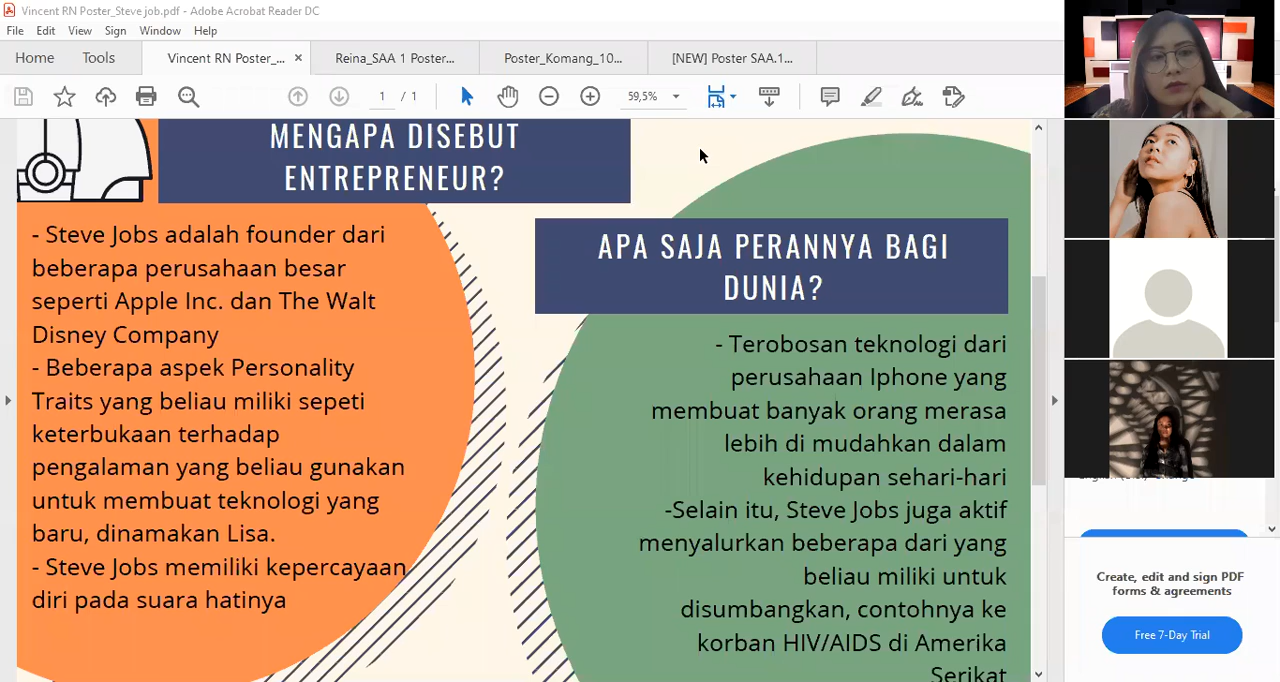 Vincent RN Poster_Steve job.pdf - Adobe Acrobat Reader DC
File Edit View Sign Window Help
Home Tools Vincent RN Poster_... × Reina_SAA 1 Poster... Poster_Komang_10... [NEW] Poster SAA.1...
1 / 1 59,5%
MENGAPA DISEBUT
ENTREPRENEUR?
- Steve Jobs adalah founder dari
beberapa perusahaan besar
seperti Apple Inc. dan The Walt
Disney Company
- Beberapa aspek Personality
Traits yang beliau miliki sepeti
keterbukaan terhadap
pengalaman yang beliau gunakan
untuk membuat teknologi yang
baru, dinamakan Lisa.
- Steve Jobs memiliki kepercayaan
diri pada suara hatinya
APA SAJA PERANNYA BAGI
DUNIA?
- Terobosan teknologi dari
perusahaan Iphone yang
membuat banyak orang merasa
lebih di mudahkan dalam
kehidupan sehari-hari
-Selain itu, Steve Jobs juga aktif
menyalurkan beberapa dari yang
beliau miliki untuk
disumbangkan, contohnya ke
korban HIV/AIDS di Amerika
Serikat
Create, edit and sign PDF
forms & agreements
Free 7-Day Trial